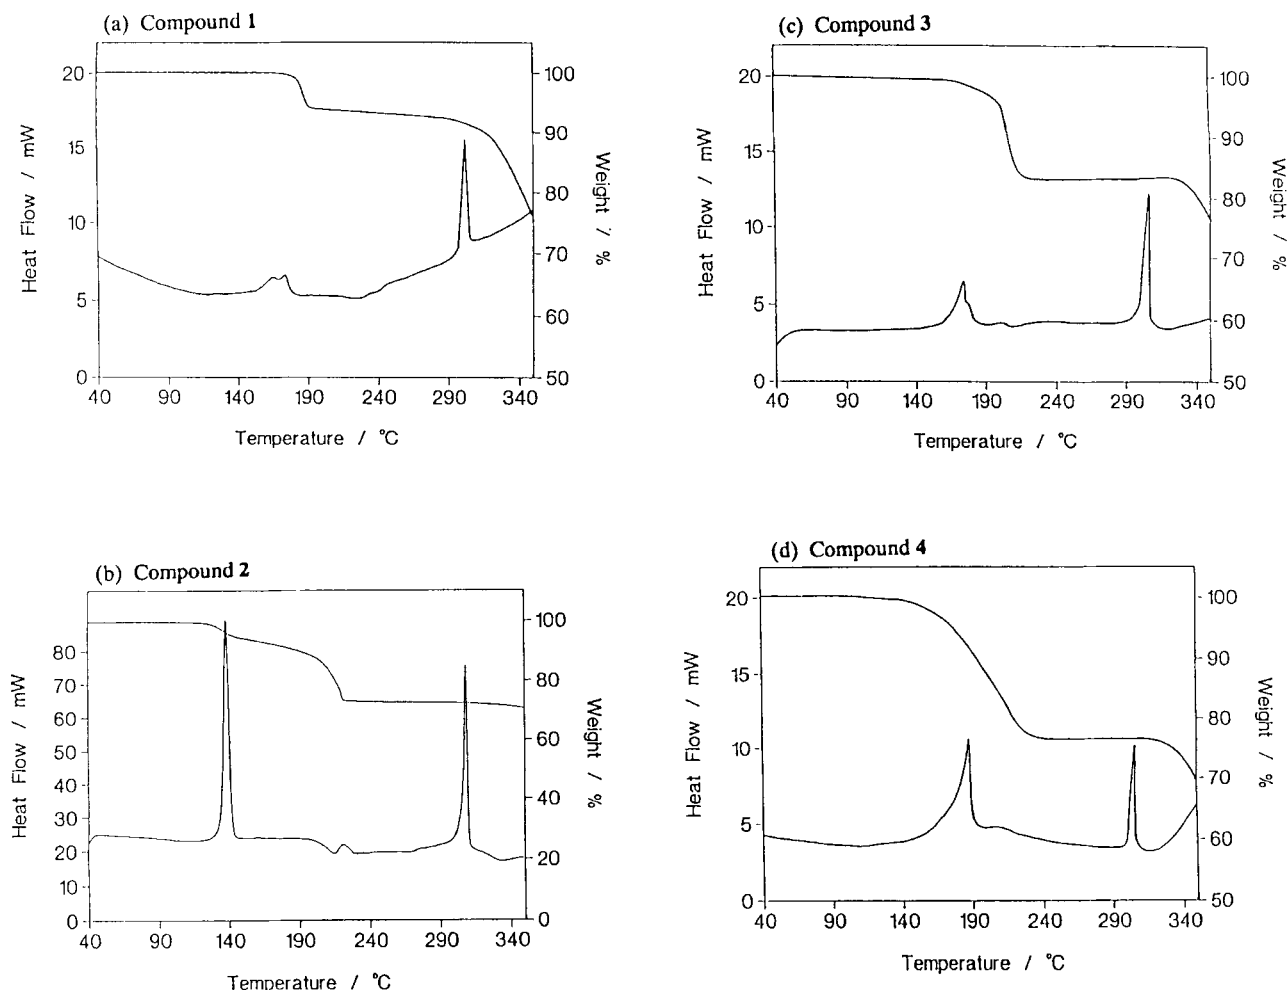 (a) Compound 1
20
15
10
5
0
Heat Flow / mW
100
90
80
70
60
50
Weight / %
40 90 140 190 240 290 340
Temperature / °C
(c) Compound 3
20
15
10
5
0
Heat Flow / mW
100
90
80
70
60
50
Weight / %
40 90 140 190 240 290 340
Temperature / °C
(b) Compound 2
80
70
60
50
40
30
20
10
0
Heat Flow / mW
100
80
60
40
20
0
Weight / %
40 90 140 190 240 290 340
Temperature / °C
(d) Compound 4
20
15
10
5
0
Heat Flow / mW
100
90
80
70
60
50
Weight / %
40 90 140 190 240 290 340
Temperature / °C